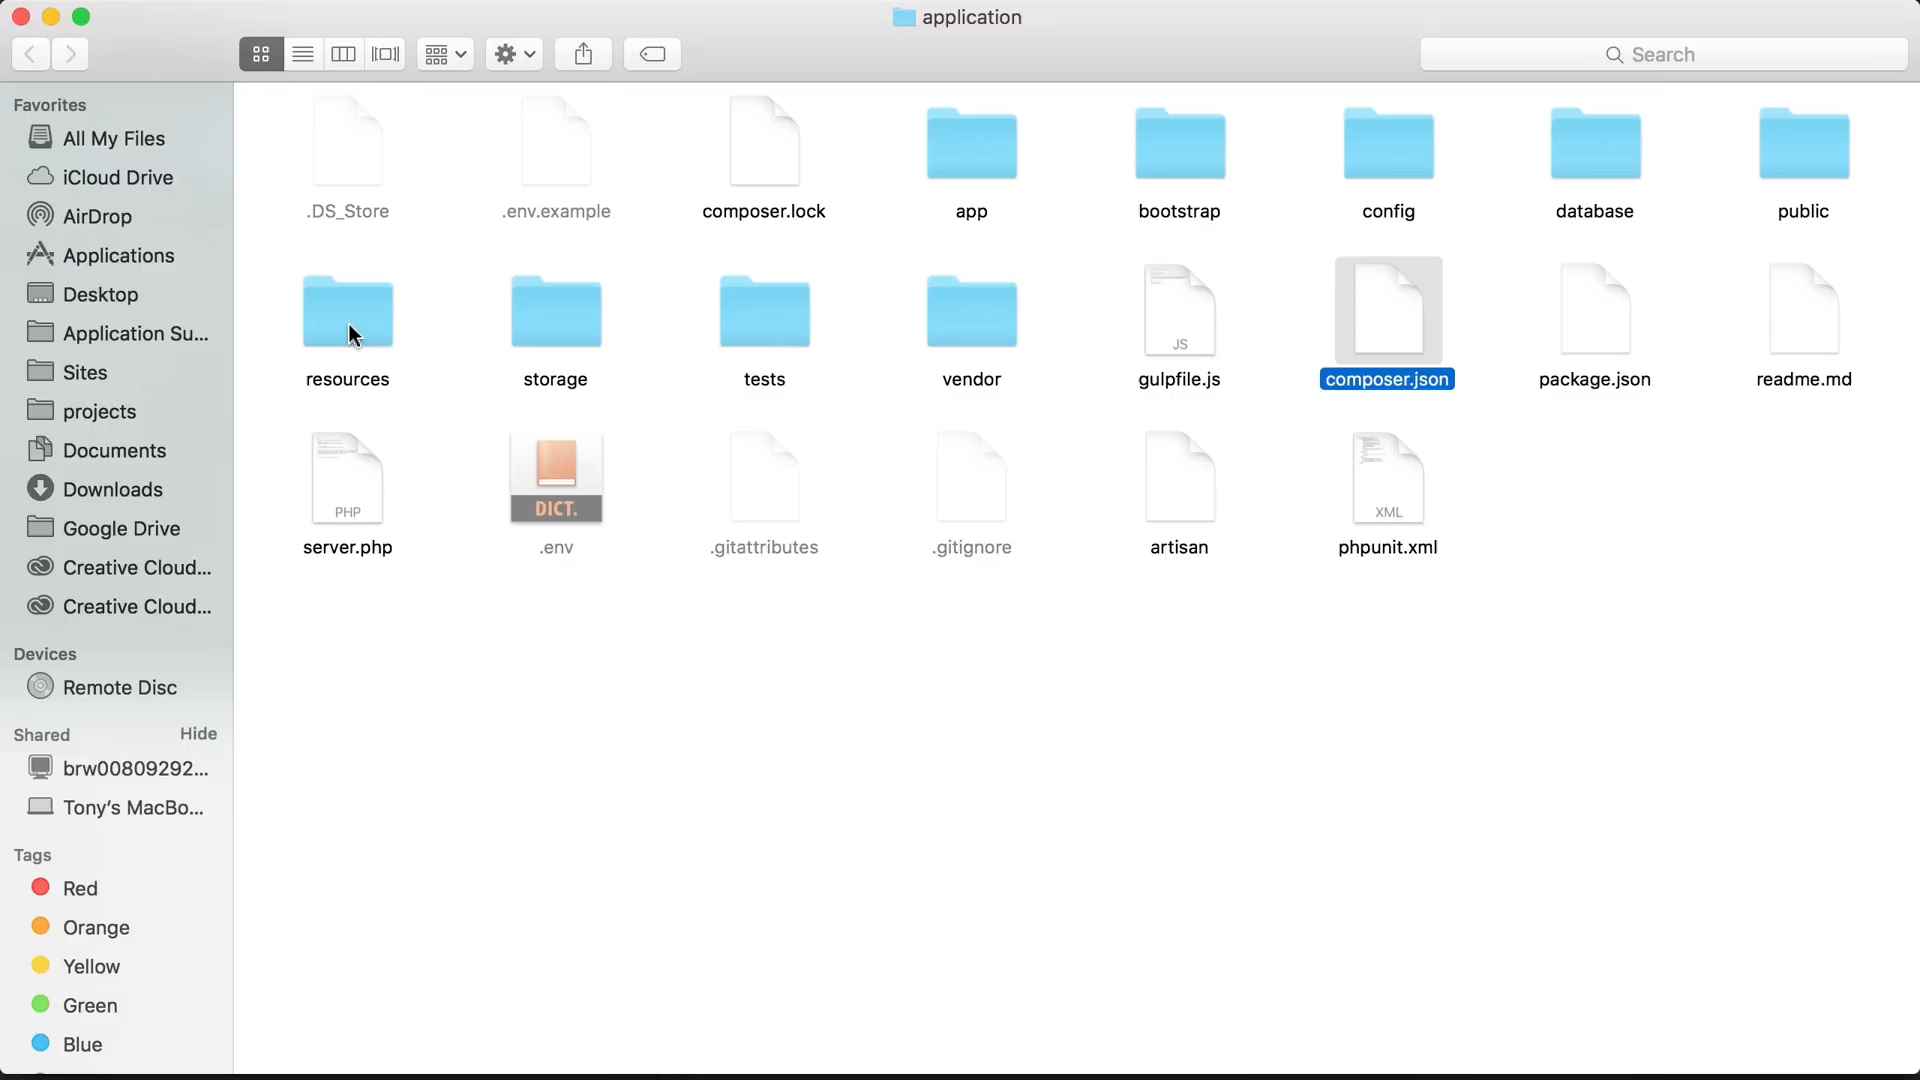 application
Search
Favorites
All My Files
iCloud Drive
AirDrop
Applications
Desktop
Application Su...
Sites
projects
Documents
Downloads
Google Drive
Creative Cloud...
Creative Cloud...
Devices
Remote Disc
Shared Hide
brw00809292...
Tony's MacBo...
Tags
Red
Orange
Yellow
Green
Blue
.DS_Store .env.example composer.lock app bootstrap config database public
JS
resources storage tests vendor gulpfile.js composer.json package.json readme.md
PHP DICT. XML
server.php .env .gitattributes .gitignore artisan phpunit.xml